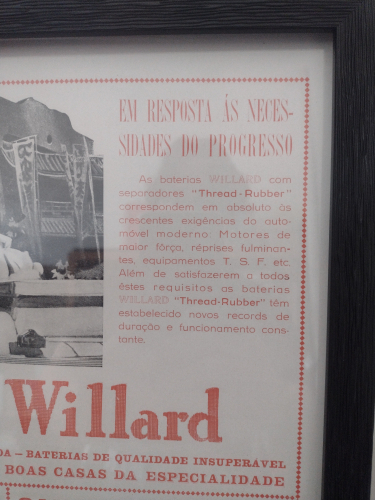 EM RESPOSTA ÁS NECES-
SIDADES DO PROGRESSO
As baterias WILLARD com
separadores "Thread-Rubber"
correspondem em absoluto às
crescentes exigências do auto-
móvel moderno Motores de
maior fôrça, réprises fulminan-
tes, equipamentos T. S. F. etc.
Além de satisfazerem a todos
êstes requisitos as baterias
WILLARD "Thread-Rubber" têm
estabelecido novos records de
duração e funcionamento cons-
tante.
Willard
DA — BATERIAS DE QUALIDADE INSUPERÁVEL
BOAS CASAS DA ESPECIALIDADE